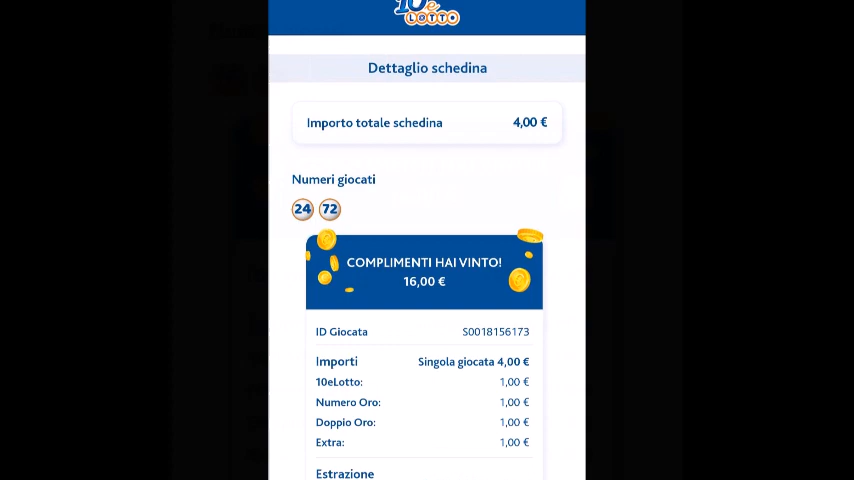 10e
LOTTO
Dettaglio schedina
Importo totale schedina 4,00 €
Numeri giocati
24 72
COMPLIMENTI HAI VINTO!
16,00 €
ID Giocata S0018156173
Importi Singola giocata 4,00 €
10eLotto: 1,00 €
Numero Oro: 1,00 €
Doppio Oro: 1,00 €
Extra: 1,00 €
Estrazione